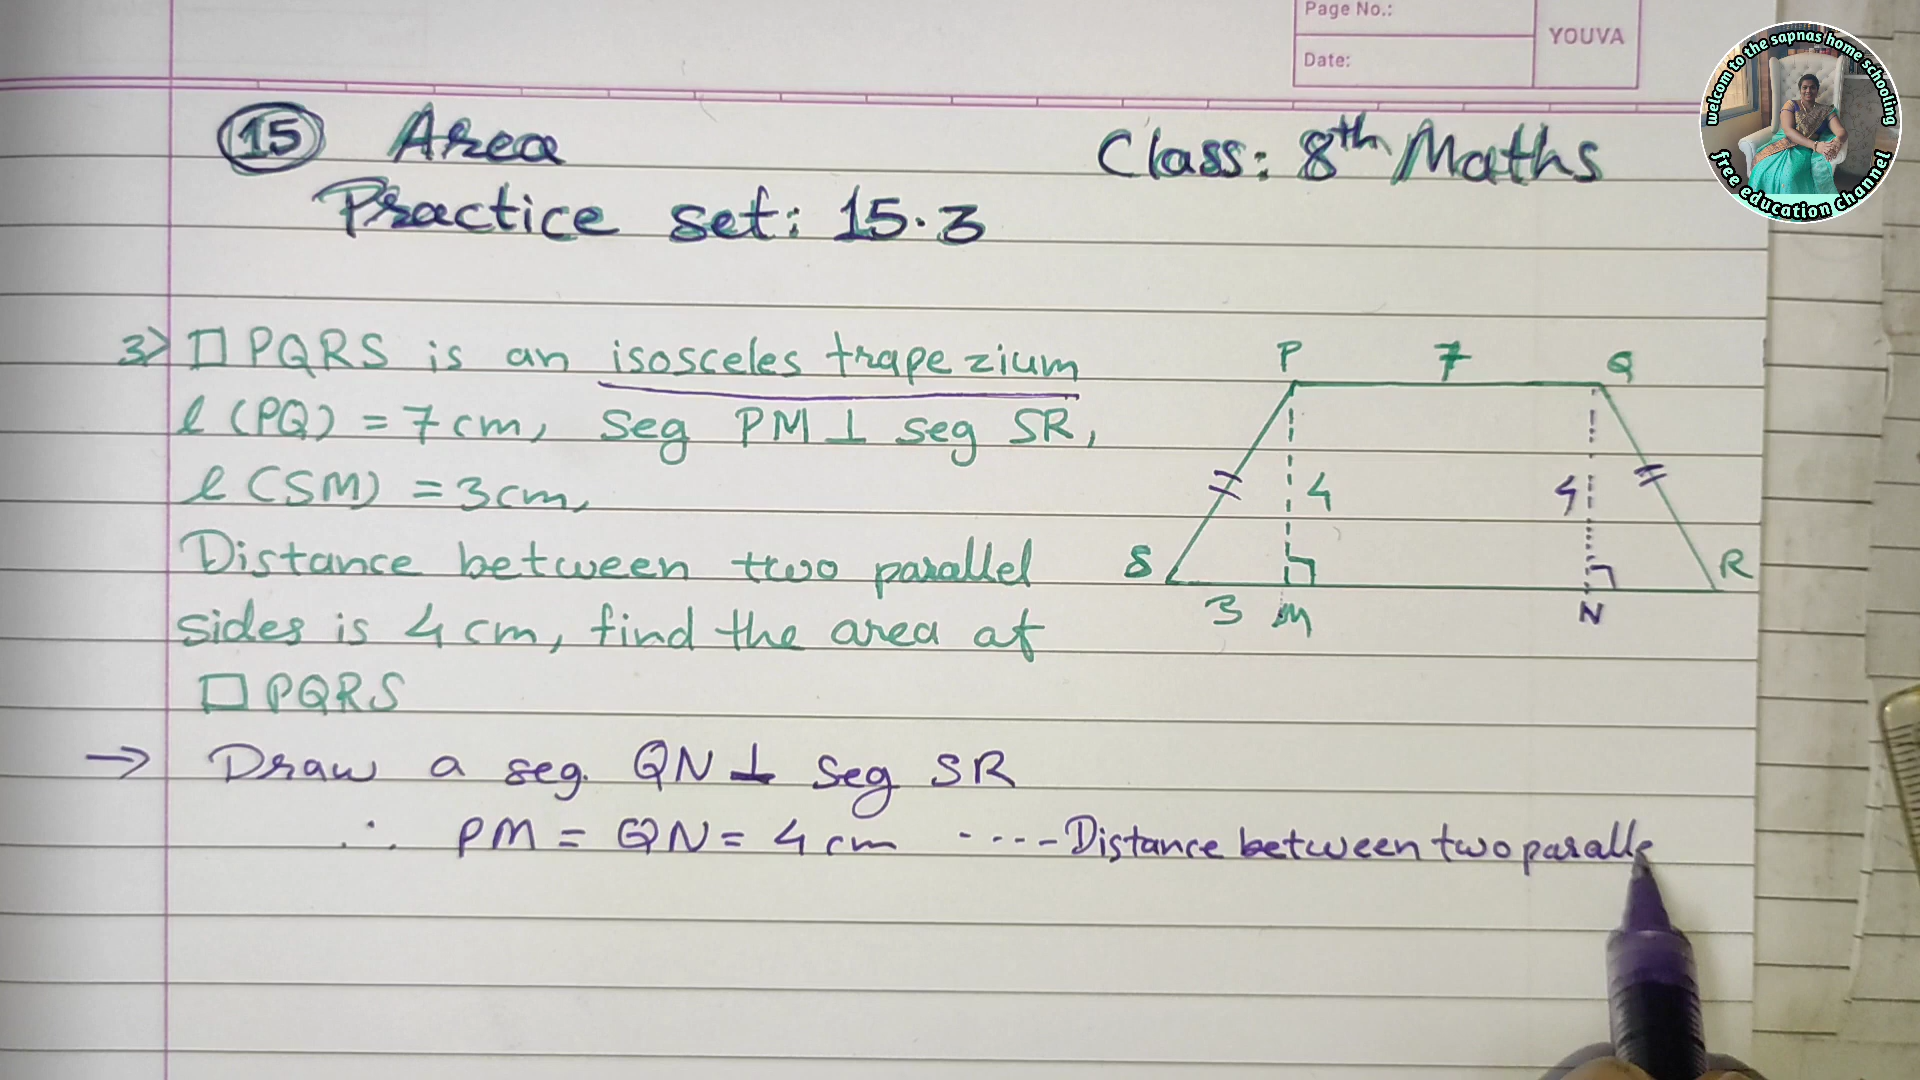 Page No.:
YOUVA
Date:
welcom to the sapnas home schooling
free education channel
15 Area
Class: 8th Maths
Practice set: 15.3
3> □ PQRS is an isosceles trapezium
l (PQ) = 7 cm, seg PM ⊥ seg SR,
l (SM) = 3 cm,
Distance between two parallel
sides is 4 cm, find the area of
□ PQRS
P 7 Q
4 4
S R
3 M N
→ Draw a seg. QN ⊥ seg SR
∴ PM = QN = 4 cm ---- Distance between two paralle